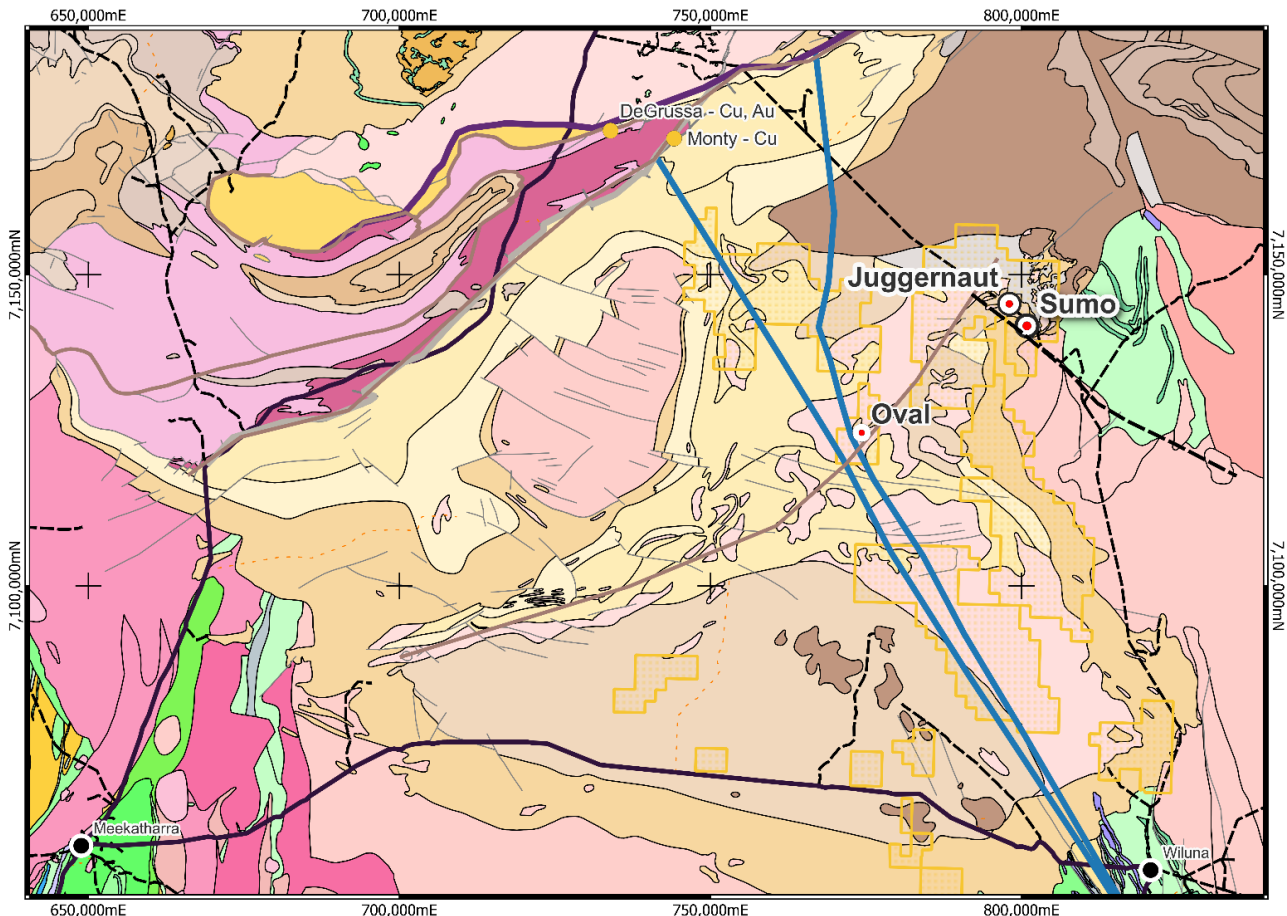 650,000mE
700,000mE
750,000mE
800,000mE
DeGrussa - Cu, Au
Monty - Cu
7,150,000mN
7,150,000mN
Juggernaut
Sumo
Oval
7,100,000mN
7,100,000mN
Meekatharra
Wiluna
650,000mE
700,000mE
750,000mE
800,000mE